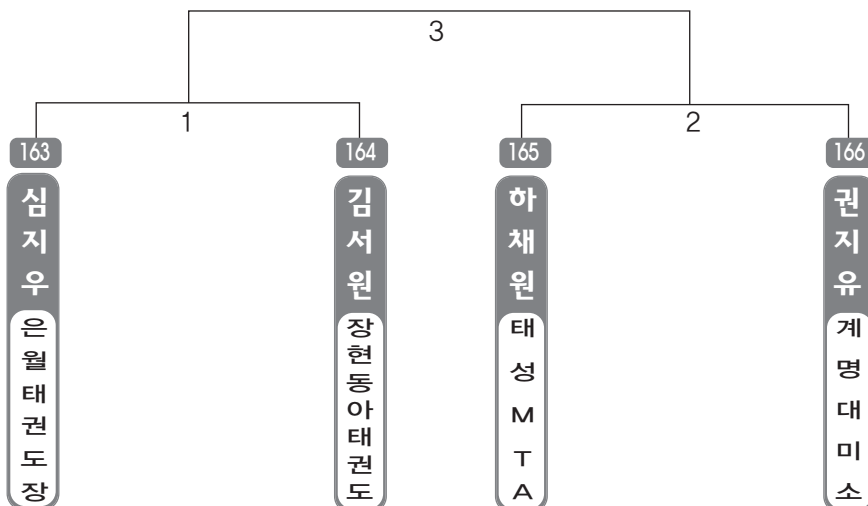 3
1
2
163
164
165
166
심지우
김서원
하채원
권지유
은월태권도장
장현동아태권도
태성MTA
계명대미소